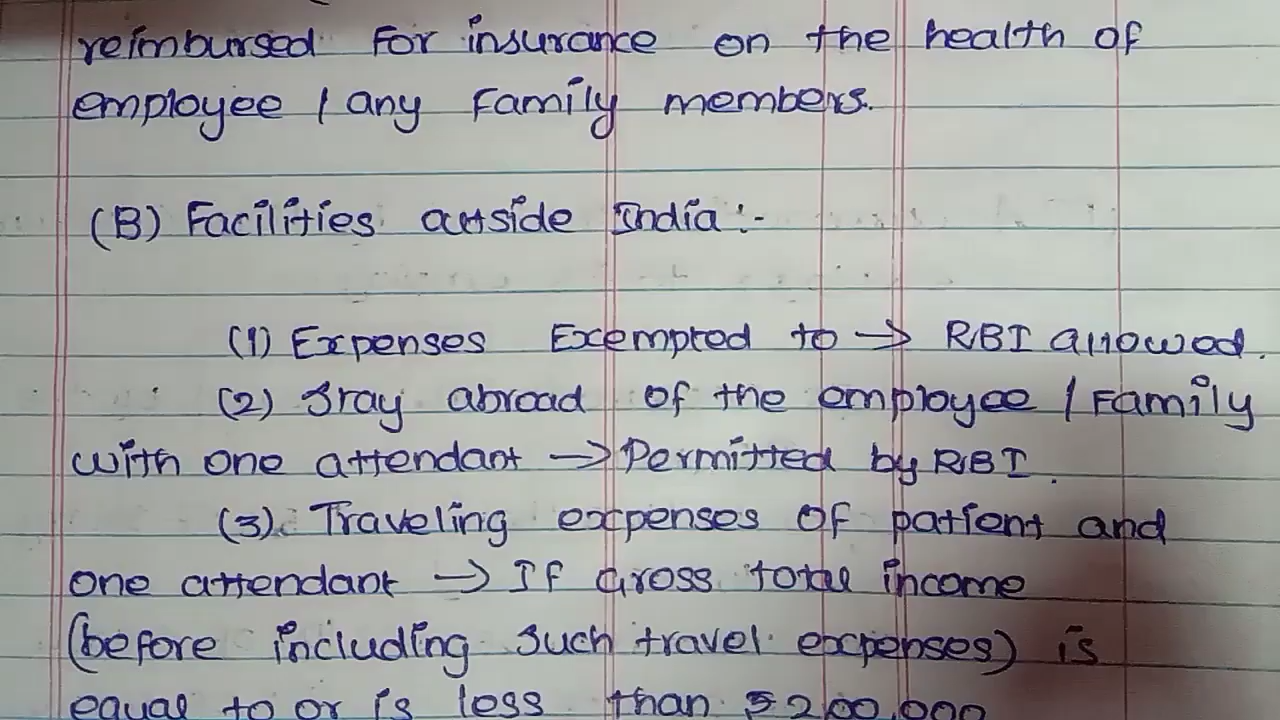 reimbursed for insurance on the health of
employee / any family members.
(B) Facilities outside India :-
(1) Expenses Exempted to → RBI allowed.
(2) Stay abroad of the employee / Family
with one attendant → Permitted by RBI.
(3). Traveling expenses of patient and
one attendant → If Gross total income
(before including such travel expenses) is
equal to or is less than ₹ 200,000